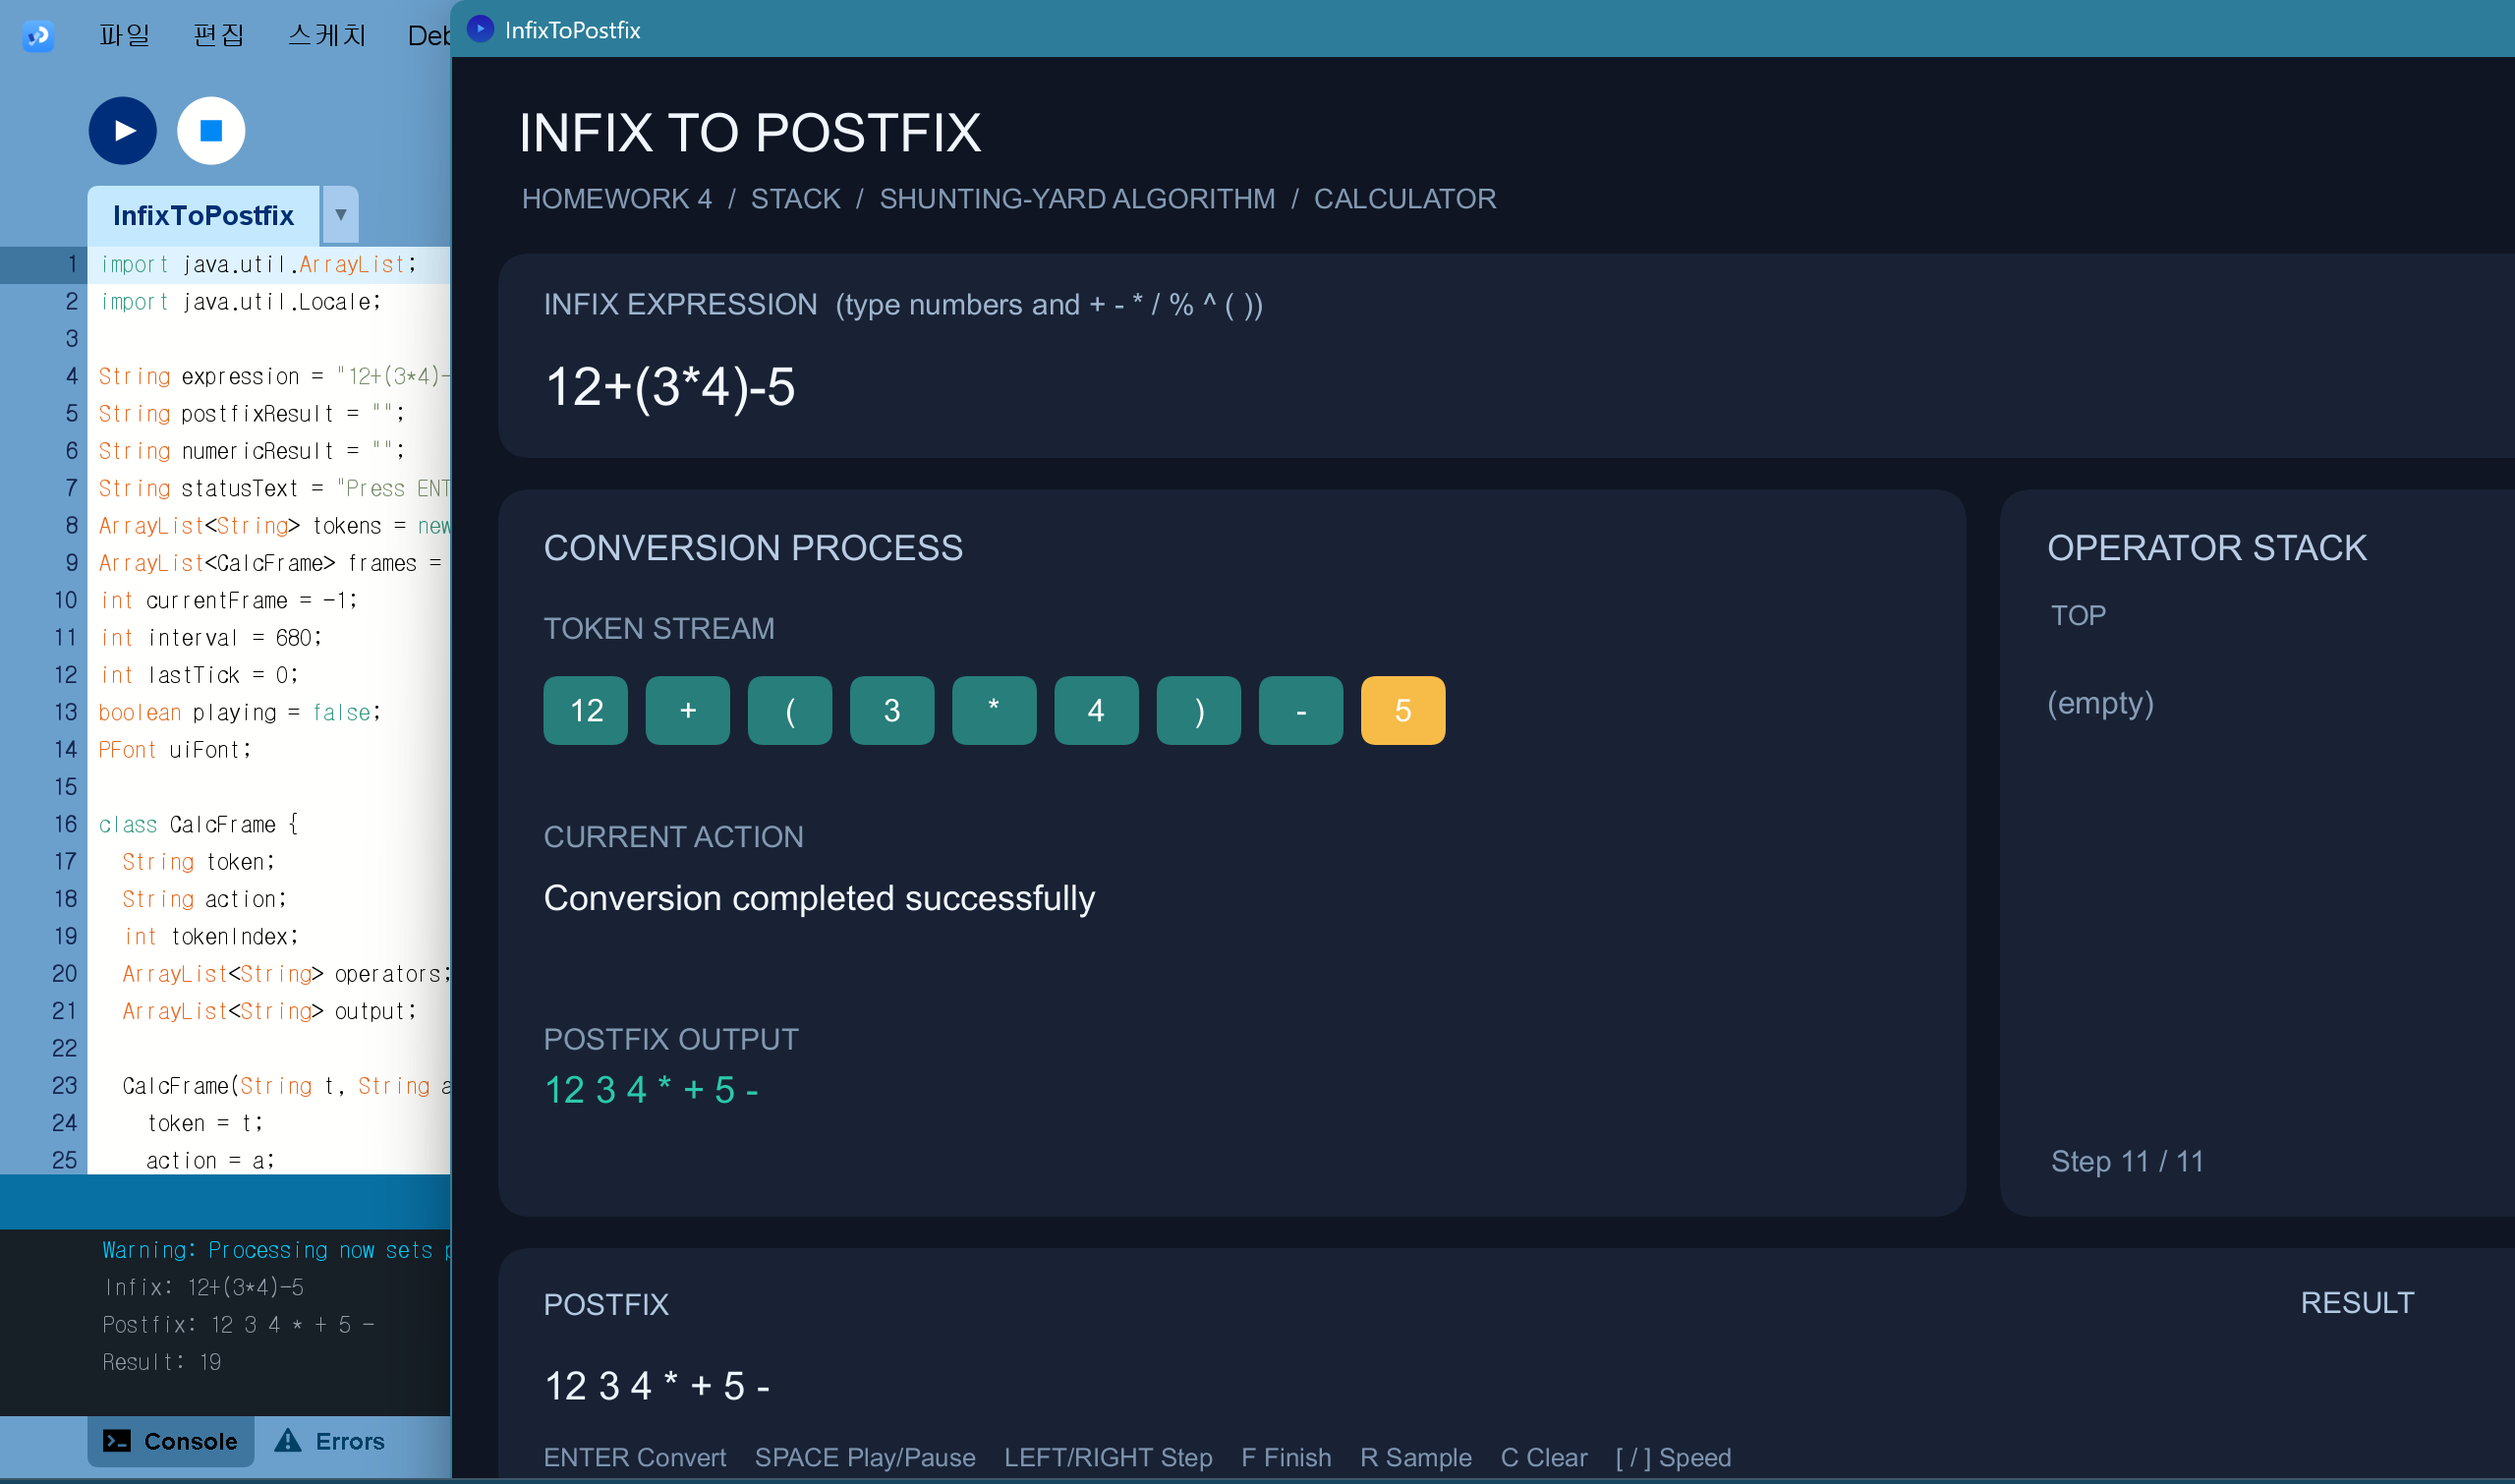 파일 편집 스케치 Deb
InfixToPostfix
1 import java.util.ArrayList;
2 import java.util.Locale;
3
4 String expression = "12+(3*4)-
5 String postfixResult = "";
6 String numericResult = "";
7 String statusText = "Press ENT
8 ArrayList<String> tokens = new
9 ArrayList<CalcFrame> frames =
10 int currentFrame = -1;
11 int interval = 680;
12 int lastTick = 0;
13 boolean playing = false;
14 PFont uiFont;
15
16 class CalcFrame {
17 String token;
18 String action;
19 int tokenIndex;
20 ArrayList<String> operators;
21 ArrayList<String> output;
22
23 CalcFrame(String t, String a
24 token = t;
25 action = a;
Warning: Processing now sets p
Infix: 12+(3*4)-5
Postfix: 12 3 4 * + 5 -
Result: 19
Console Errors
InfixToPostfix
INFIX TO POSTFIX
HOMEWORK 4 / STACK / SHUNTING-YARD ALGORITHM / CALCULATOR
INFIX EXPRESSION (type numbers and + - * / % ^ ( ))
12+(3*4)-5
CONVERSION PROCESS
TOKEN STREAM
12 + ( 3 * 4 ) - 5
CURRENT ACTION
Conversion completed successfully
POSTFIX OUTPUT
12 3 4 * + 5 -
OPERATOR STACK
TOP
(empty)
Step 11 / 11
POSTFIX
12 3 4 * + 5 -
RESULT
ENTER Convert SPACE Play/Pause LEFT/RIGHT Step F Finish R Sample C Clear [ / ] Speed